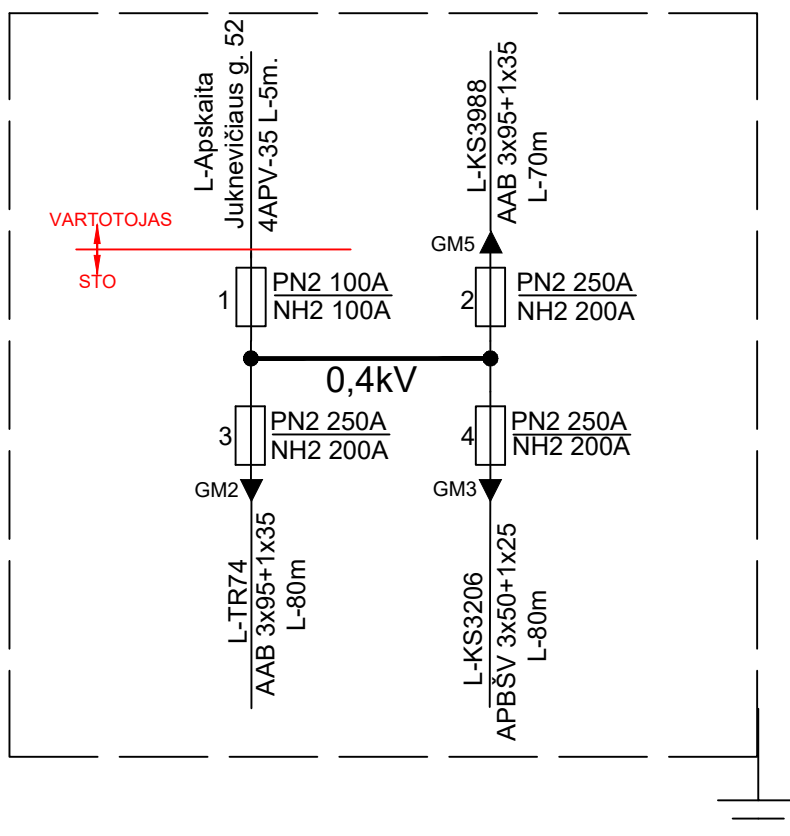 L-Apskaita
Juknevičiaus g. 52
4APV-35 L-5m.
L-KS3988
AAB 3x95+1x35
L-70m
VARTOTOJAS
STO
GM5
1
PN2 100A
NH2 100A
2
PN2 250A
NH2 200A
0,4kV
3
PN2 250A
NH2 200A
4
PN2 250A
NH2 200A
GM2
GM3
L-TR74
AAB 3x95+1x35
L-80m
L-KS3206
APBŠV 3x50+1x25
L-80m